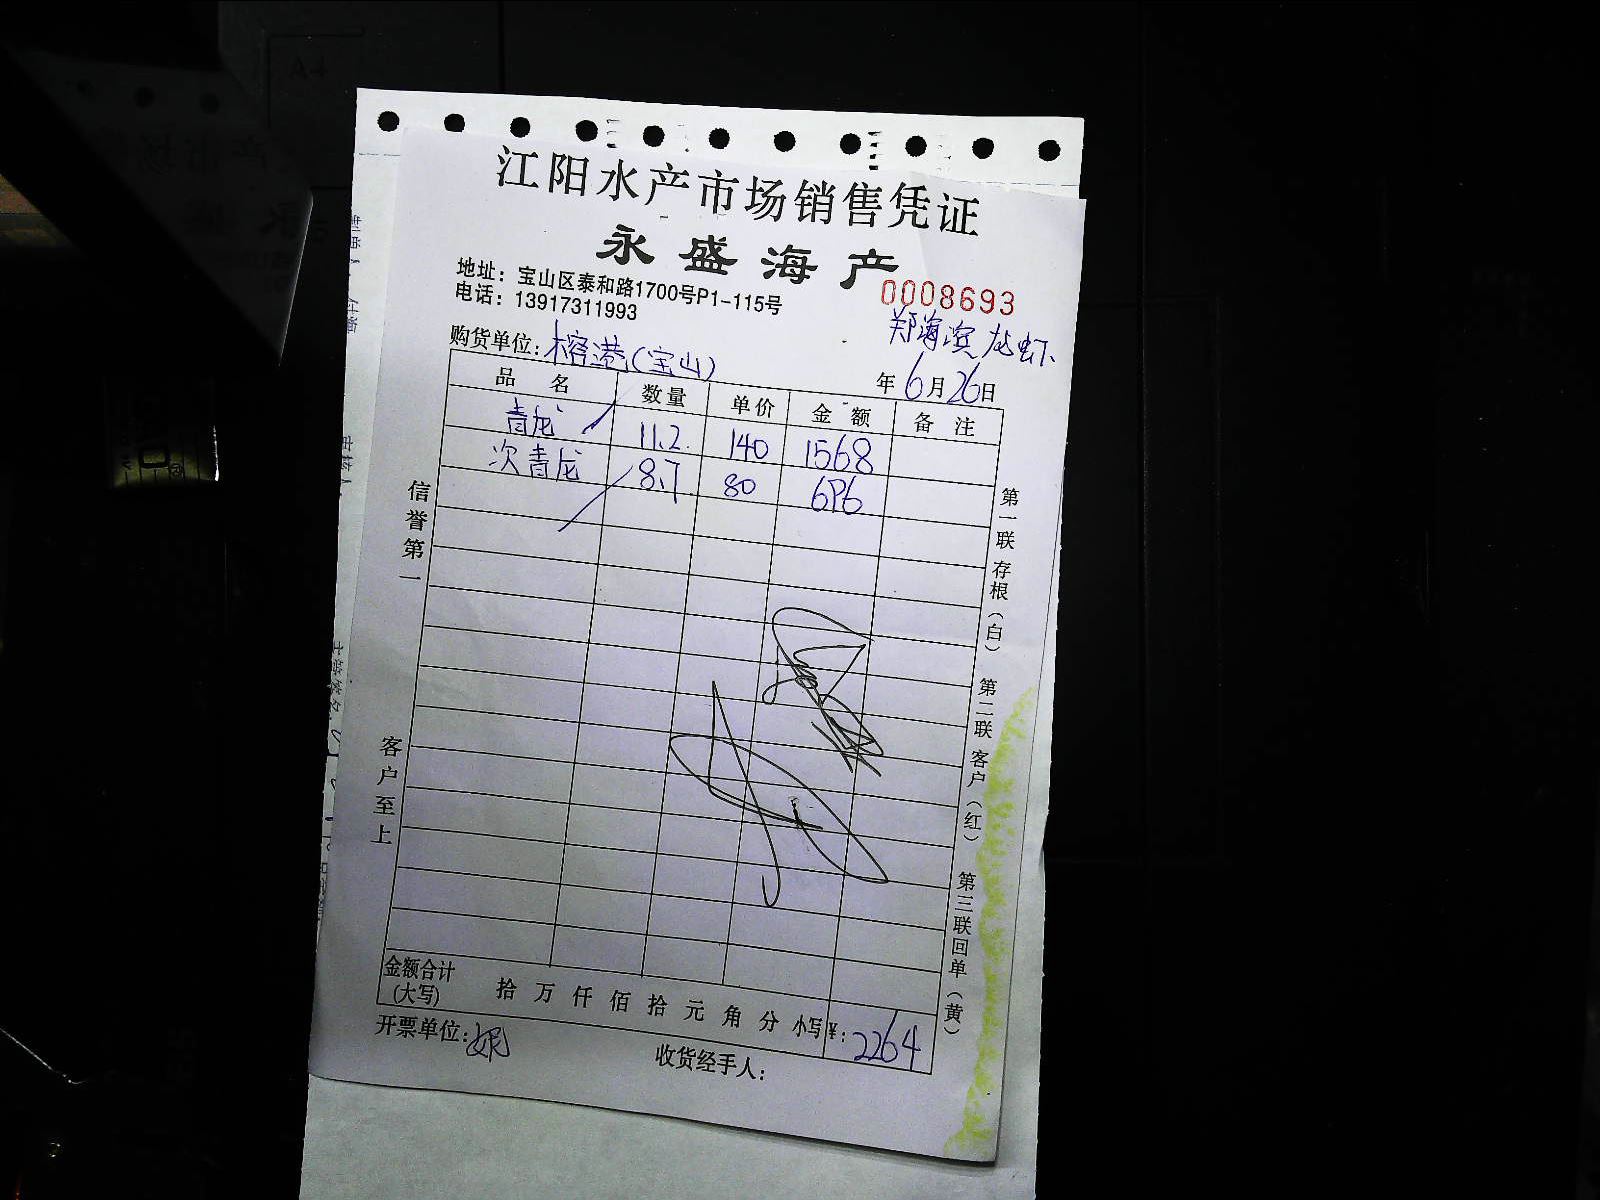 江阳水产市场销售凭证
永盛海产
0008693
地址：宝山区泰和路1700号P1-115号
电话：13917311993
郑海滨 龙虾
购货单位：榕港(宝山)
年6月26日
品名 数量 单价 金额 备注
青龙 11.2 140 1568
次青龙 8.7 80 696
信誉第一
客户至上
第一联 存根（白）
第二联 客户（红）
第三联 回单（黄）
金额合计(大写) 拾 万 仟 佰 拾 元 角 分 小写¥：2264
开票单位：
收货经手人：